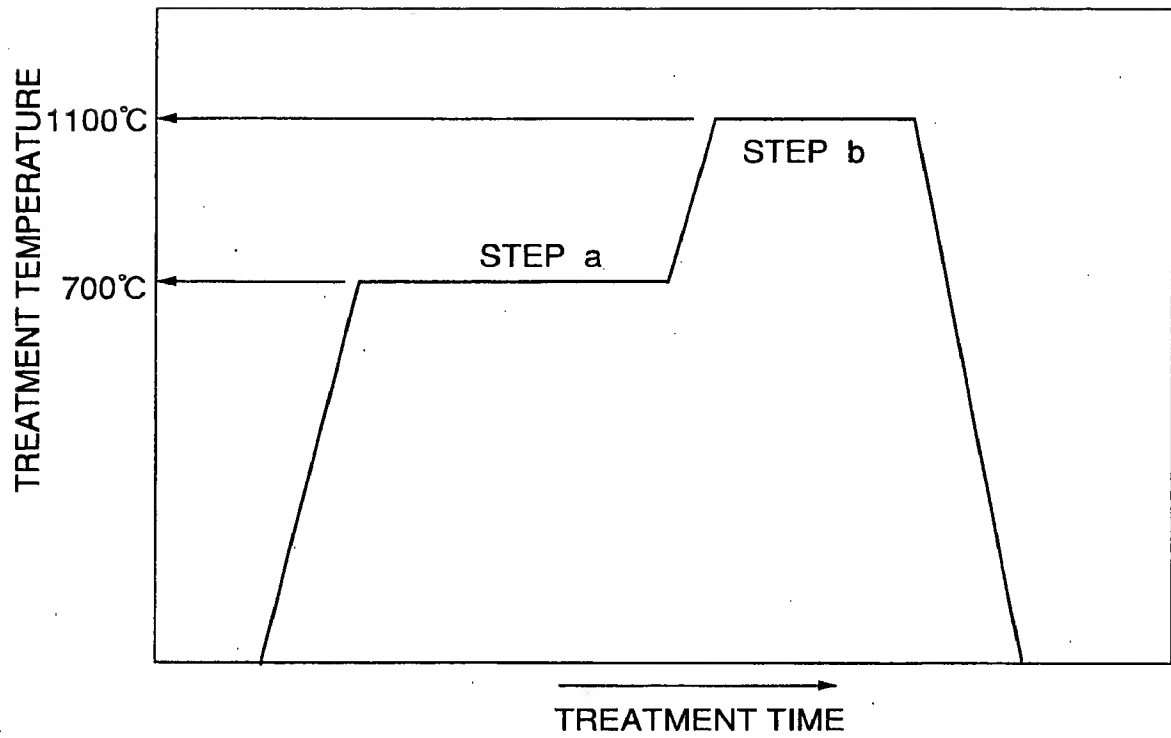 TREATMENT TEMPERATURE
1100°C
STEP b
STEP a
700°C
TREATMENT TIME